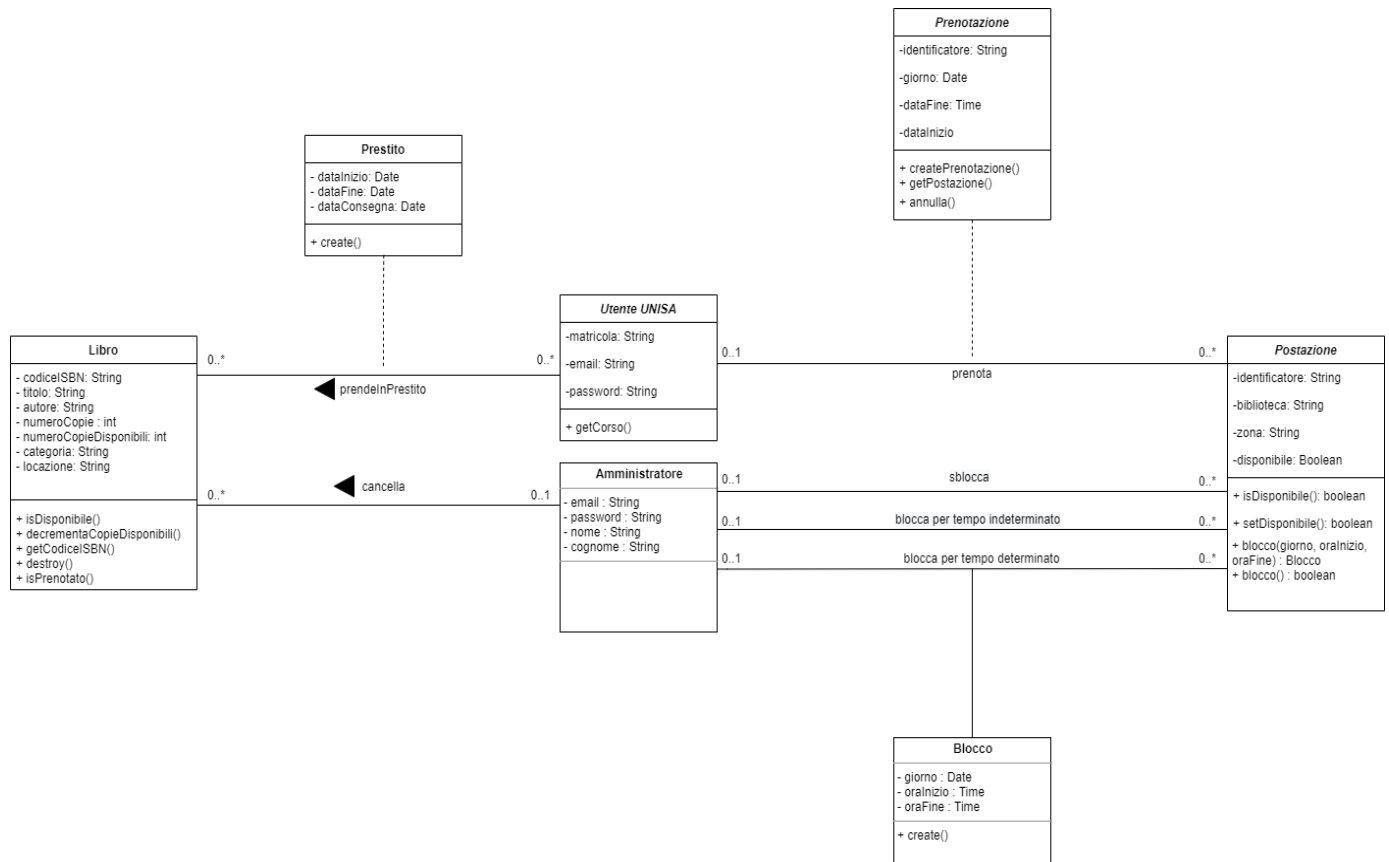 Prenotazione
-identificatore: String
-giorno: Date
-dataFine: Time
-dataInizio
+ createPrenotazione()
+ getPostazione()
+ annulla()
Prestito
- dataInizio: Date
- dataFine: Date
- dataConsegna: Date
+ create()
Libro
- codiceISBN: String
- titolo: String
- autore: String
- numeroCopie : int
- numeroCopieDisponibili: int
- categoria: String
- locazione: String
+ isDisponibile()
+ decrementaCopieDisponibili()
+ getCodiceISBN()
+ destroy()
+ isPrenotato()
0..*
0..*
prendeInPrestito
0..*
cancella
0..1
Utente UNISA
-matricola: String
-email: String
-password: String
+ getCorso()
Amministratore
- email : String
- password : String
- nome : String
- cognome : String
0..1
prenota
0..*
0..1
sblocca
0..*
0..1
blocca per tempo indeterminato
0..*
0..1
blocca per tempo determinato
0..*
Postazione
-identificatore: String
-biblioteca: String
-zona: String
-disponibile: Boolean
+ isDisponibile(): boolean
+ setDisponibile(): boolean
+ blocco(giorno, oraInizio,
oraFine) : Blocco
+ blocco() : boolean
Blocco
- giorno : Date
- oraInizio : Time
- oraFine : Time
+ create()